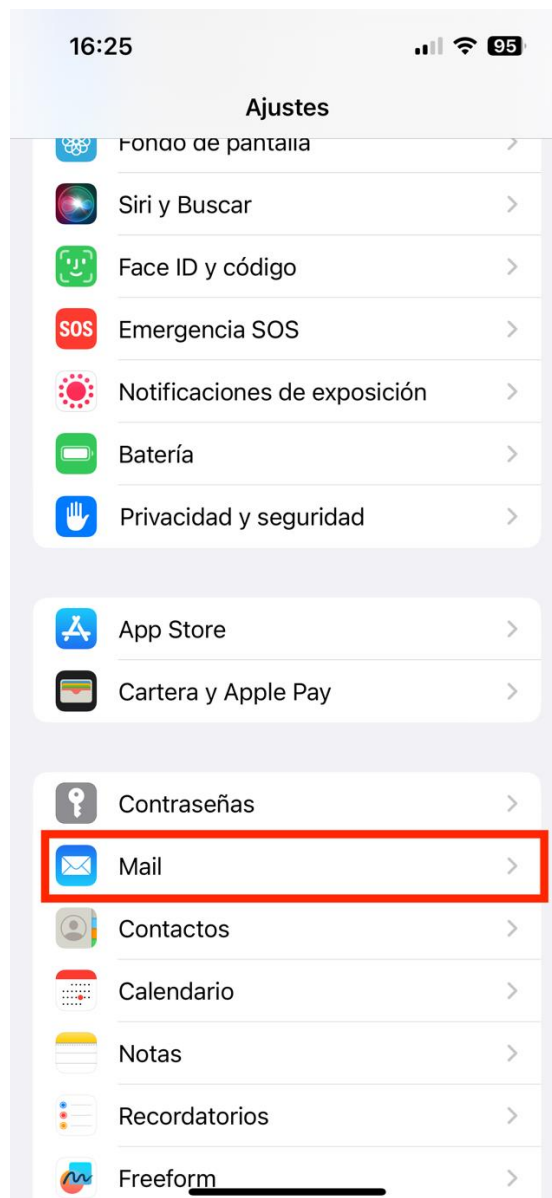 16:25
95
Ajustes
Fondo de pantalla
Siri y Buscar
Face ID y código
SOS
Emergencia SOS
Notificaciones de exposición
Batería
Privacidad y seguridad
App Store
Cartera y Apple Pay
Contraseñas
Mail
Contactos
Calendario
Notas
Recordatorios
Freeform